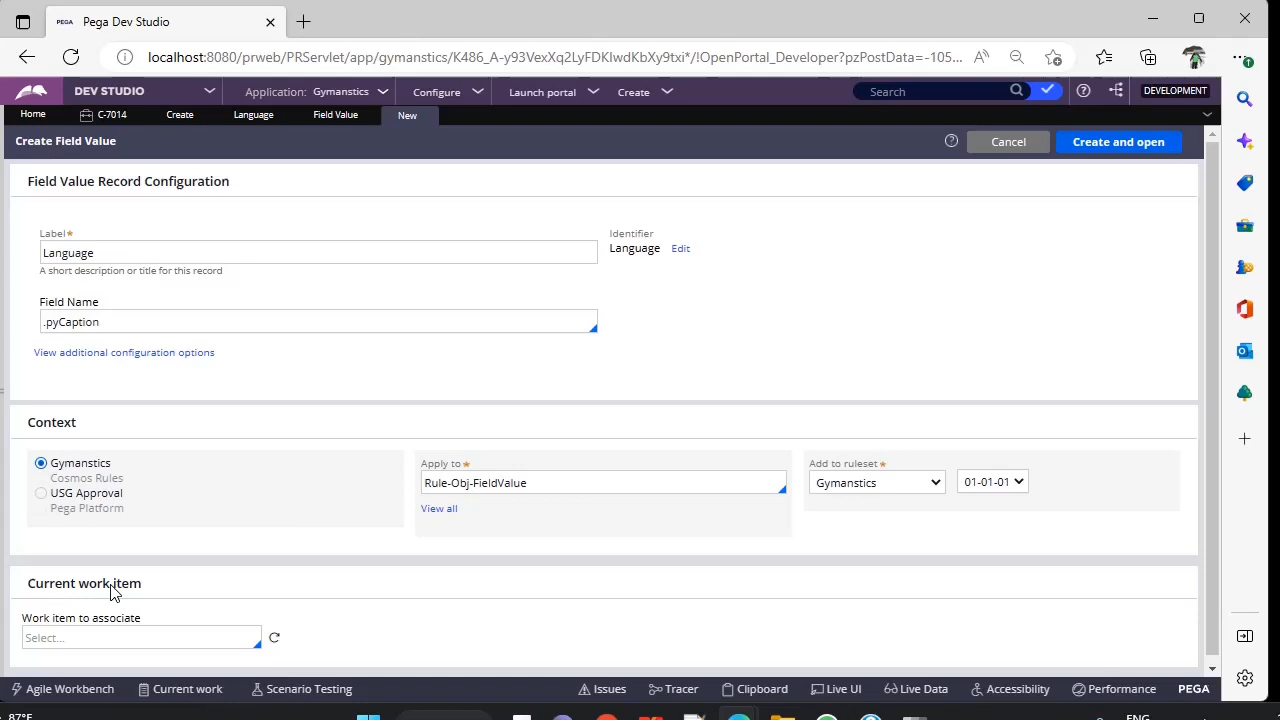 Pega Dev Studio
localhost:8080/prweb/PRServlet/app/gymanstics/K486_A-y93VexXq2LyFDKIwdKbXy9txi*/!OpenPortal_Developer?pzPostData=-105...
DEV STUDIO Application: Gymanstics Configure Launch portal Create Search DEVELOPMENT
Home C-7014 Create Language Field Value New
Create Field Value Cancel Create and open
Field Value Record Configuration
Label★ Identifier
Language Language Edit
A short description or title for this record
Field Name
.pyCaption
View additional configuration options
Context
Gymanstics Apply to★ Add to ruleset★
Cosmos Rules Rule-Obj-FieldValue Gymanstics 01-01-01
USG Approval
Pega Platform View all
Current work item
Work item to associate
Select...
Agile Workbench Current work Scenario Testing Issues Tracer Clipboard Live UI Live Data Accessibility Performance PEGA
87°F ENG